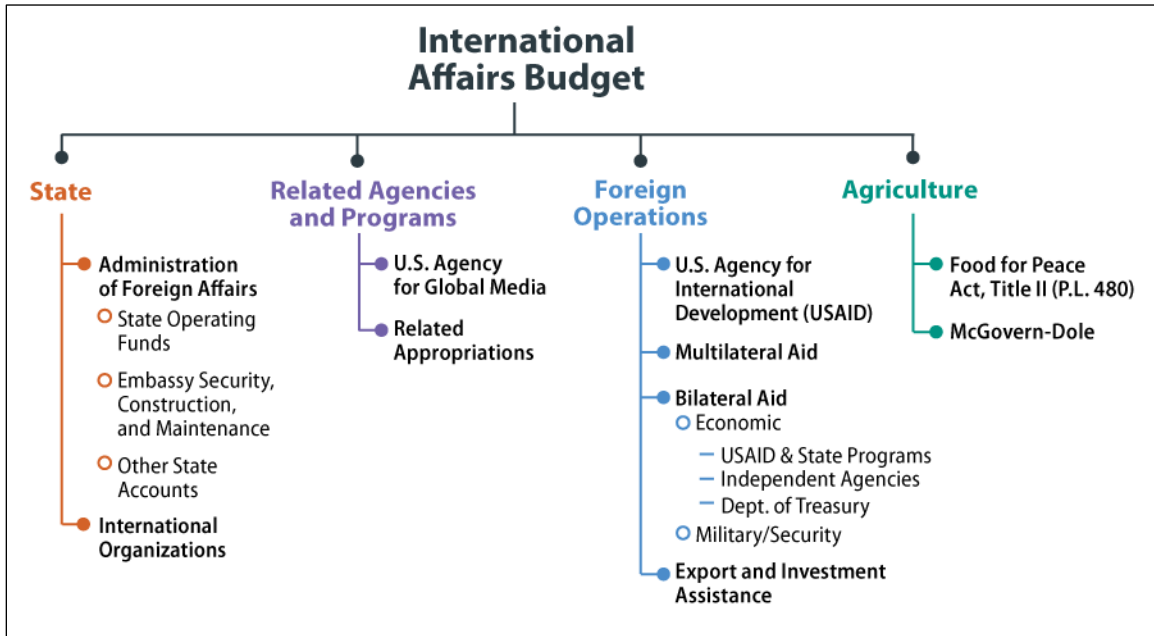 International
Affairs Budget
State
Administration
of Foreign Affairs
State Operating
Funds
Embassy Security,
Construction,
and Maintenance
Other State
Accounts
International
Organizations
Related Agencies
and Programs
U.S. Agency
for Global Media
Related
Appropriations
Foreign
Operations
U.S. Agency for
International
Development (USAID)
Multilateral Aid
Bilateral Aid
Economic
USAID & State Programs
Independent Agencies
Dept. of Treasury
Military/Security
Export and Investment
Assistance
Agriculture
Food for Peace
Act, Title II (P.L. 480)
McGovern-Dole